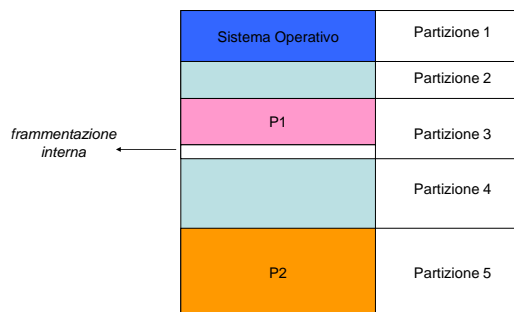 Sistema Operativo
Partizione 1
Partizione 2
P1
Partizione 3
frammentazione
interna
Partizione 4
P2
Partizione 5